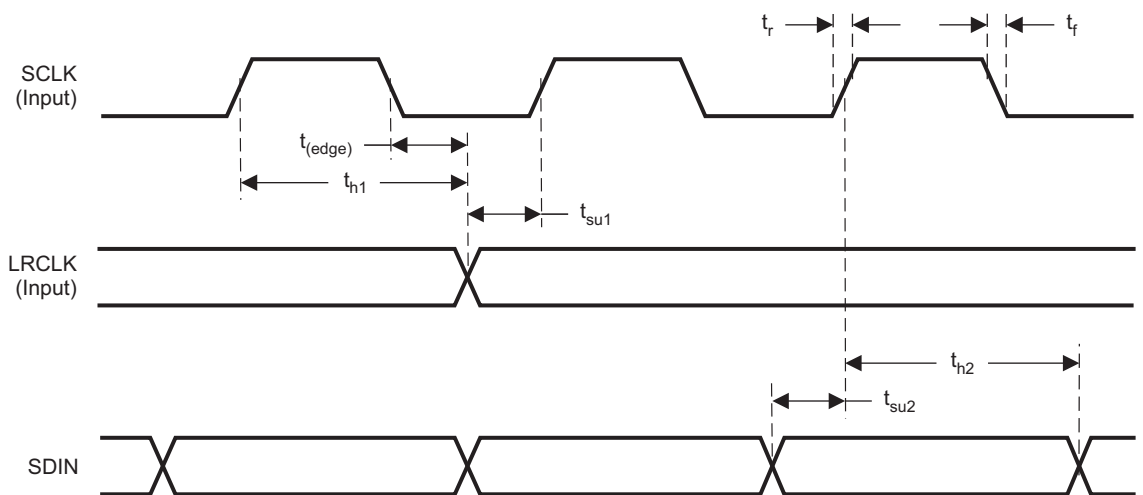 t_r
t_f
SCLK
(Input)
t_(edge)
t_h1
t_su1
LRCLK
(Input)
t_h2
t_su2
SDIN